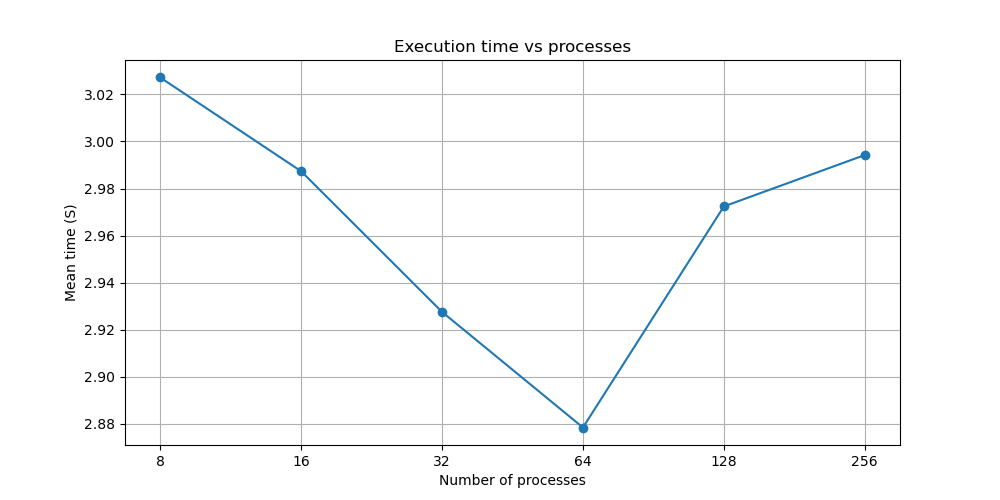 Execution time vs processes
Mean time (S)
3.02
3.00
2.98
2.96
2.94
2.92
2.90
2.88
8 16 32 64 128 256
Number of processes